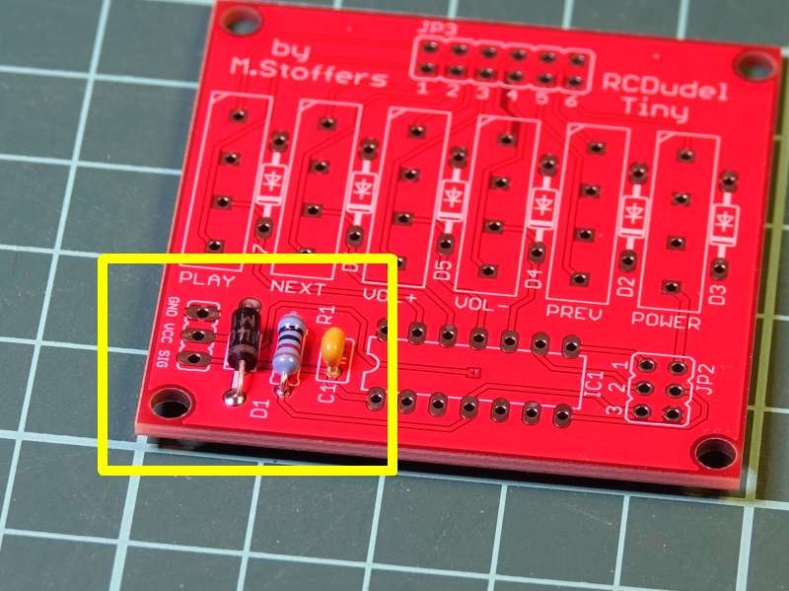 JP3
by
M.Stoffers
1 2 3 4 5 6
RCDudel
Tiny
PLAY
NEXT
VOL+
VOL-
PREV
POWER
D5
D4
D2
D3
GND
VCC
SIG
R1
D1
C1
IC1
1
2
3
JP2